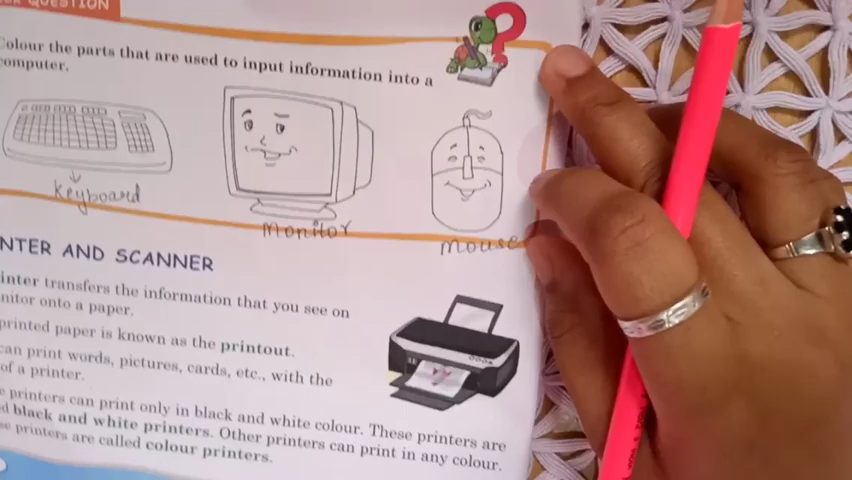 QUESTION
Colour the parts that are used to input information into a
computer.
Keyboard
Monitor
Mouse
NTER AND SCANNER
inter transfers the information that you see on
nitor onto a paper.
printed paper is known as the printout.
can print words, pictures, cards, etc., with the
of a printer.
e printers can print only in black and white colour. These printers are
d black and white printers. Other printers can print in any colour.
se printers are called colour printers.